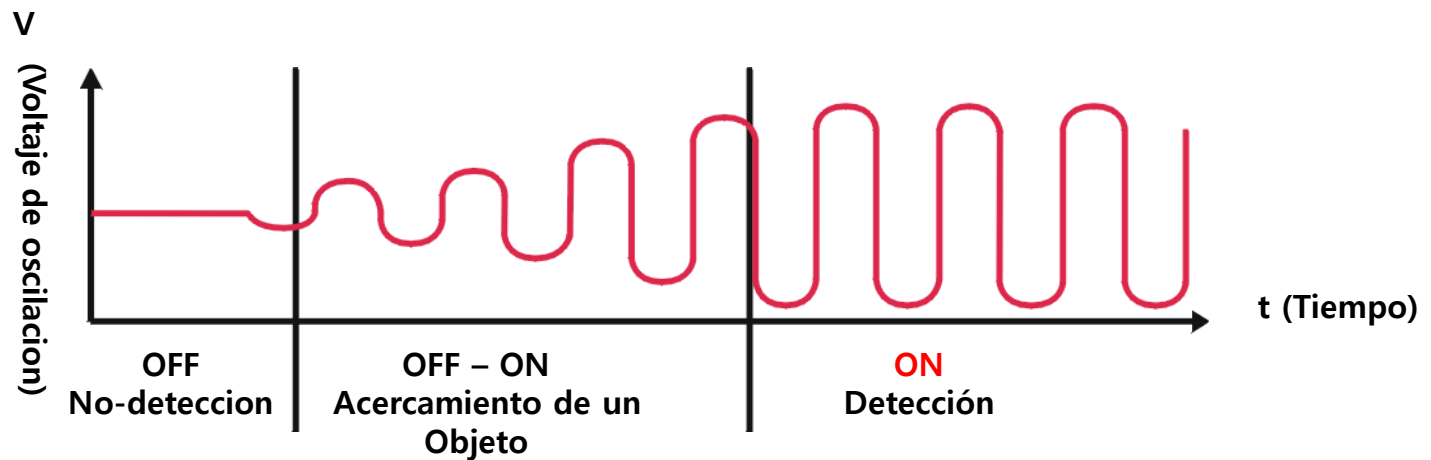 V
(Voltaje de oscilacion)
t (Tiempo)
OFF
No-deteccion
OFF – ON
Acercamiento de un
Objeto
ON
Detección